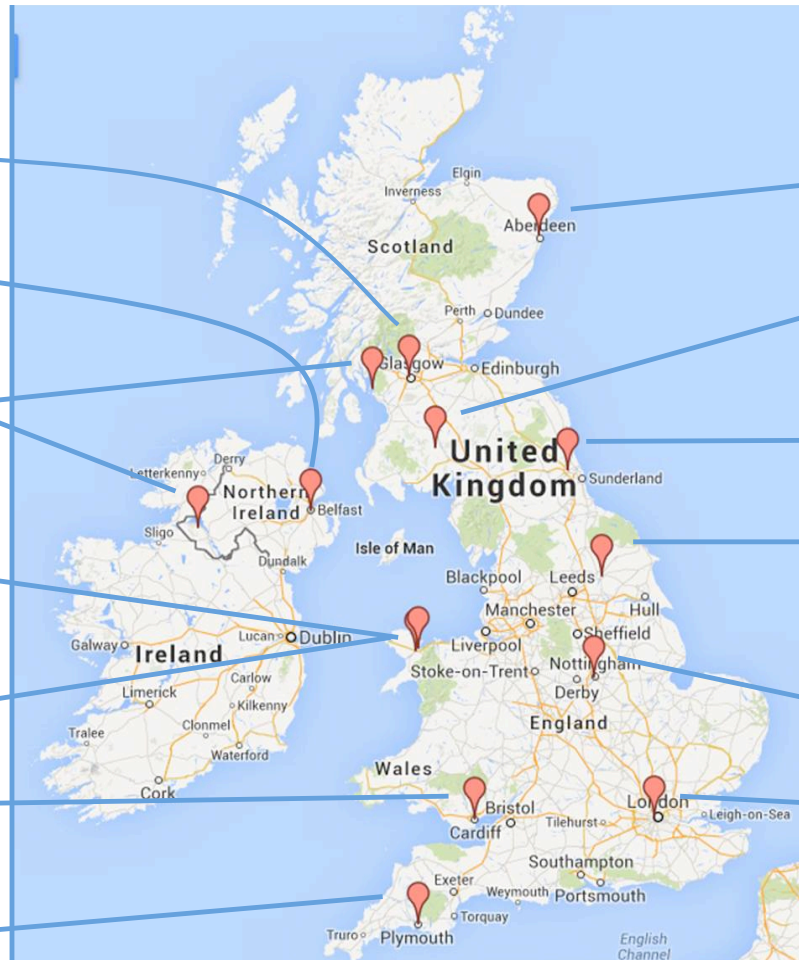 Elgin
Inverness
Aberdeen
Scotland
Perth
Dundee
Glasgow
Edinburgh
United
Kingdom
Sunderland
Derry
Letterkenny
Northern
Ireland
Belfast
Sligo
Isle of Man
Dundalk
Blackpool
Leeds
Manchester
Hull
Lucan
Dublin
Galway
Ireland
Liverpool
Sheffield
Stoke-on-Trent
Nottingham
Carlow
Limerick
Derby
Kilkenny
Clonmel
England
Tralee
Waterford
Wales
Cork
Bristol
London
Leigh-on-Sea
Cardiff
Tilehurst
Southampton
Exeter
Weymouth
Portsmouth
Torquay
Truro
Plymouth
English
Channel